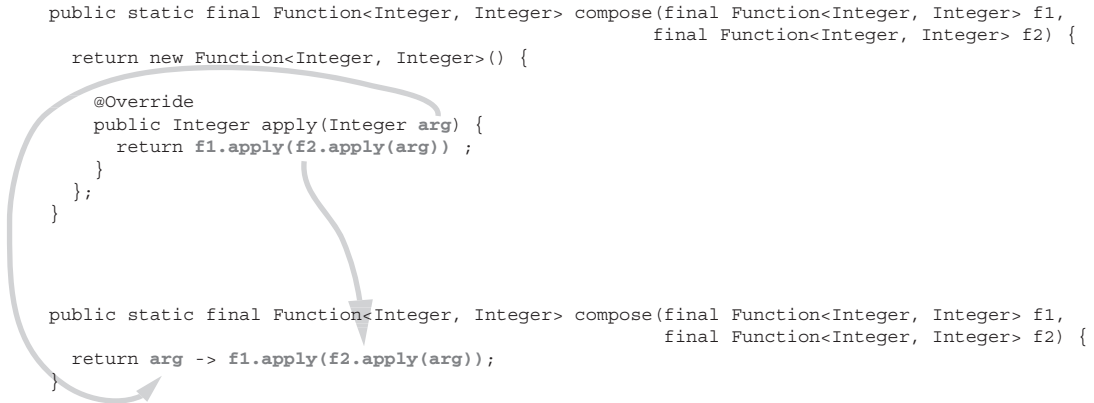 public static final Function<Integer, Integer> compose(final Function<Integer, Integer> f1,
final Function<Integer, Integer> f2) {
return new Function<Integer, Integer>() {
@Override
public Integer apply(Integer arg) {
return f1.apply(f2.apply(arg)) ;
}
};
}
public static final Function<Integer, Integer> compose(final Function<Integer, Integer> f1,
final Function<Integer, Integer> f2) {
return arg -> f1.apply(f2.apply(arg));
}